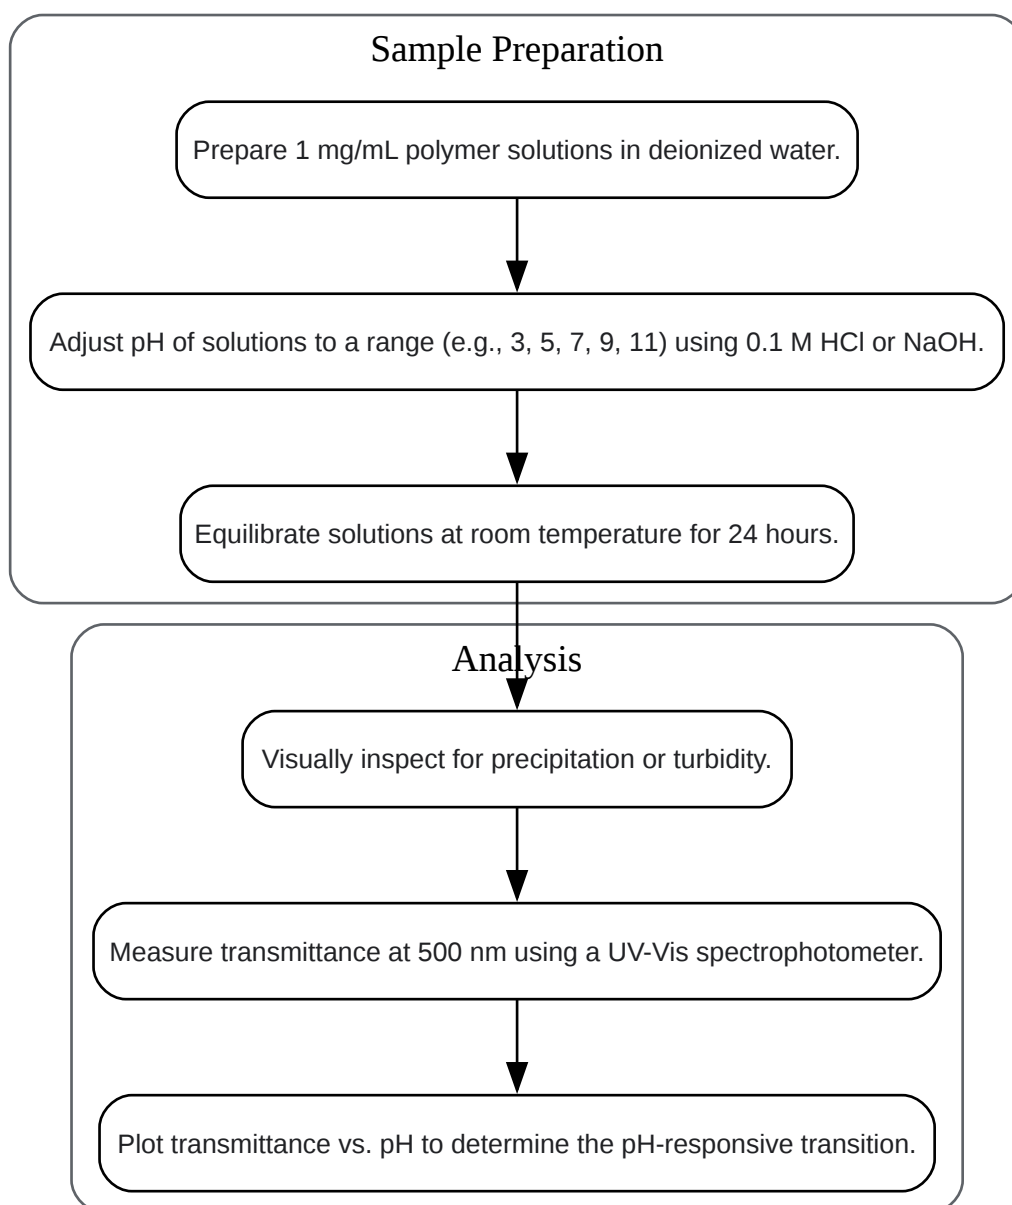 Sample Preparation
Prepare 1 mg/mL polymer solutions in deionized water.
Adjust pH of solutions to a range (e.g., 3, 5, 7, 9, 11) using 0.1 M HCl or NaOH.
Equilibrate solutions at room temperature for 24 hours.
Analysis
Visually inspect for precipitation or turbidity.
Measure transmittance at 500 nm using a UV-Vis spectrophotometer.
Plot transmittance vs. pH to determine the pH-responsive transition.